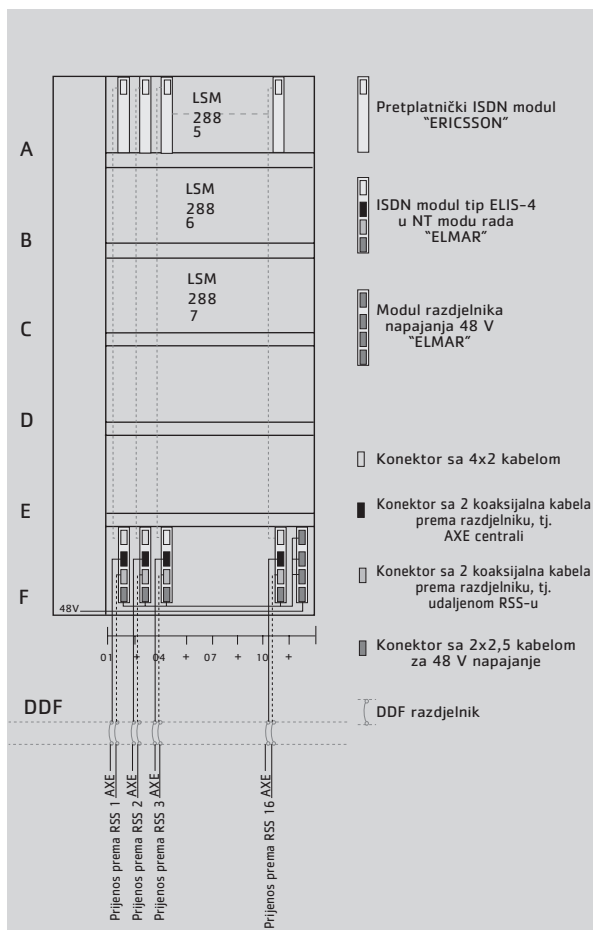 LSM
288
5
A
LSM
288
6
B
LSM
288
7
C
D
E
F
48V
01 + 04 + 07 + 10 +
DDF
Prijenos prema RSS 1
AXE
Prijenos prema RSS 2
AXE
Prijenos prema RSS 3
AXE
Prijenos prema RSS 16
AXE
Pretplatnički ISDN modul
"ERICSSON"
ISDN modul tip ELIS-4
u NT modu rada
"ELMAR"
Modul razdjelnika
napajanja 48 V
"ELMAR"
Konektor sa 4x2 kabelom
Konektor sa 2 koaksijalna kabela
prema razdjelniku, tj.
AXE centrali
Konektor sa 2 koaksijalna kabela
prema razdjelniku, tj.
udaljenom RSS-u
Konektor sa 2x2,5 kabelom
za 48 V napajanje
DDF razdjelnik